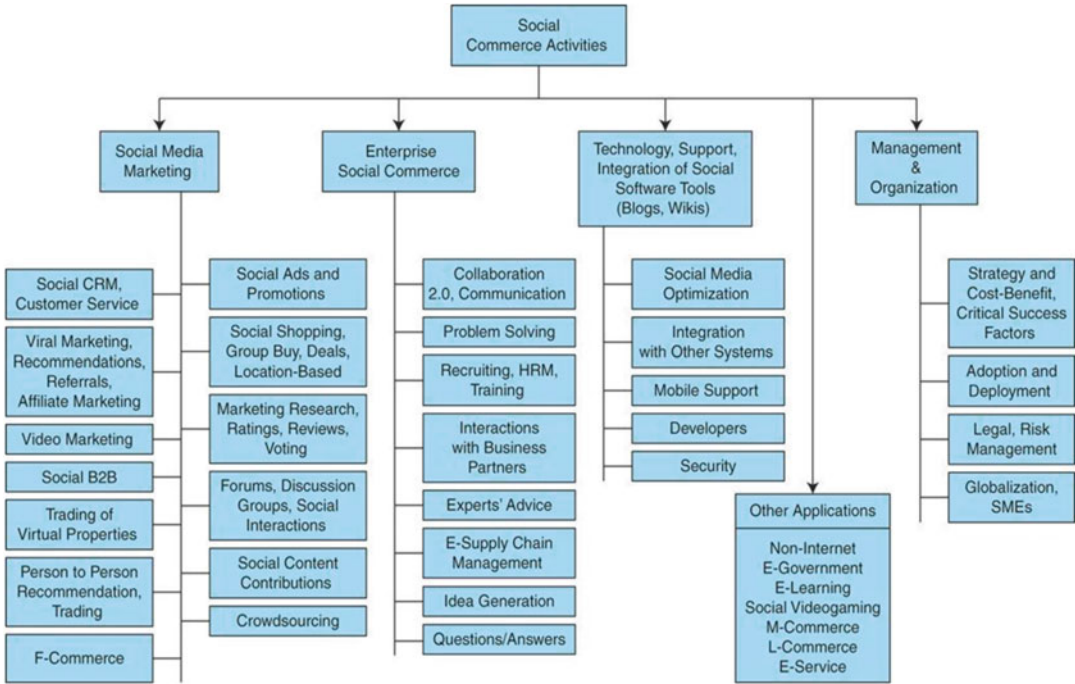 Social
Commerce Activities
Social Media
Marketing
Enterprise
Social Commerce
Technology, Support,
Integration of Social
Software Tools
(Blogs, Wikis)
Management
&
Organization
Social CRM,
Customer Service
Viral Marketing,
Recommendations,
Referrals,
Affiliate Marketing
Video Marketing
Social B2B
Trading of
Virtual Properties
Person to Person
Recommendation,
Trading
F-Commerce
Social Ads and
Promotions
Social Shopping,
Group Buy, Deals,
Location-Based
Marketing Research,
Ratings, Reviews,
Voting
Forums, Discussion
Groups, Social
Interactions
Social Content
Contributions
Crowdsourcing
Collaboration
2.0, Communication
Problem Solving
Recruiting, HRM,
Training
Interactions
with Business
Partners
Experts' Advice
E-Supply Chain
Management
Idea Generation
Questions/Answers
Social Media
Optimization
Integration
with Other Systems
Mobile Support
Developers
Security
Other Applications
Non-Internet
E-Government
E-Learning
Social Videogaming
M-Commerce
L-Commerce
E-Service
Strategy and
Cost-Benefit,
Critical Success
Factors
Adoption and
Deployment
Legal, Risk
Management
Globalization,
SMEs